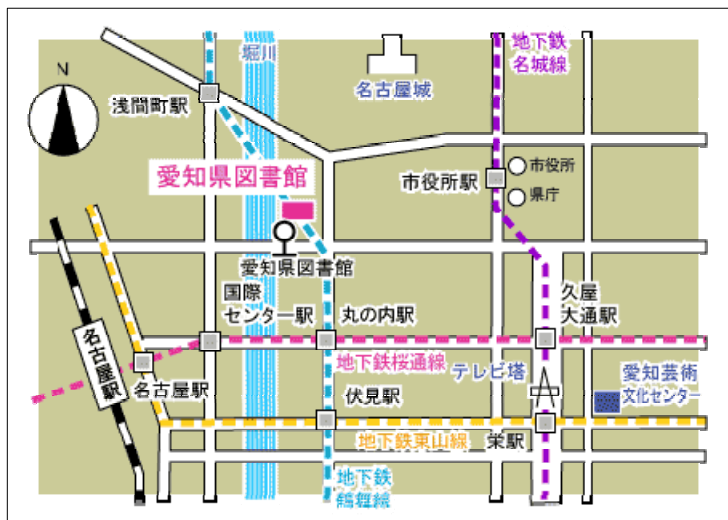 地下鉄
名城線
堀川
N
名古屋城
浅間町駅
市役所
市役所駅
県庁
愛知県図書館
愛知県図書館
国際
センター駅
丸の内駅
久屋
大通駅
名古屋駅
地下鉄桜通線
テレビ塔
愛知芸術
文化センター
名古屋駅
伏見駅
地下鉄東山線
栄駅
地下鉄
鶴舞線